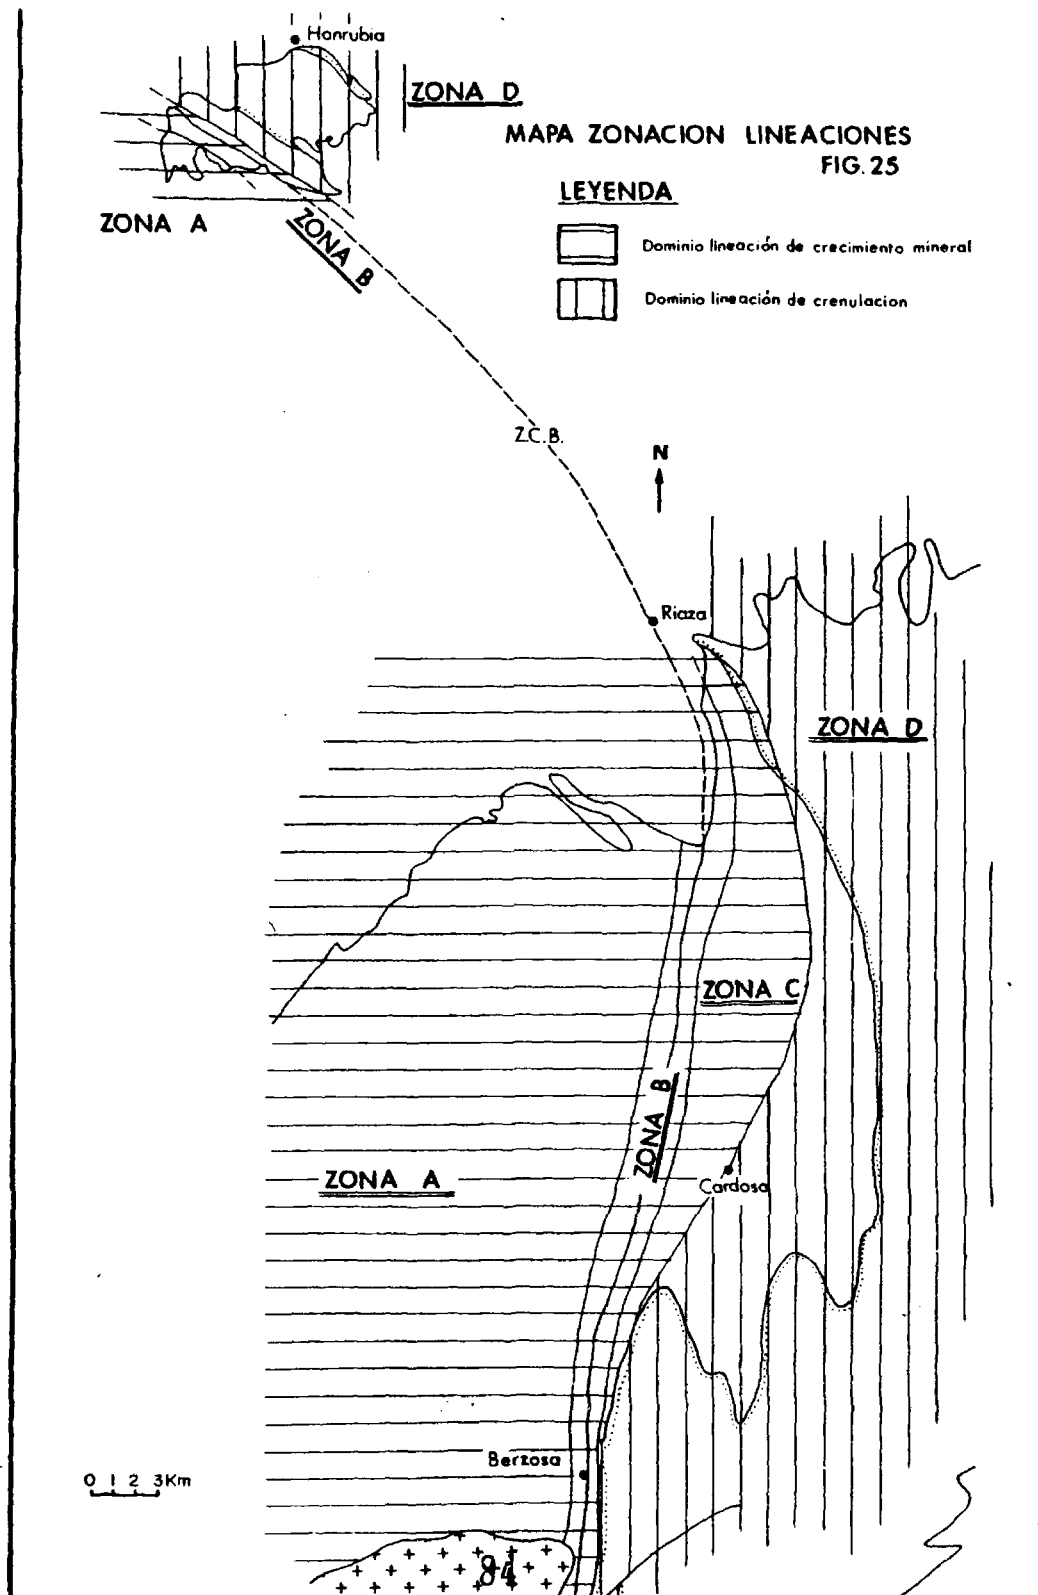 Honrubia
ZONA D
MAPA ZONACION LINEACIONES
FIG. 25
LEYENDA
Dominio lineación de crecimiento mineral
Dominio lineación de crenulacion
ZONA A
ZONA B
Z.C.B.
N
Riaza
ZONA D
ZONA C
ZONA B
ZONA A
Cardosa
Berzosa
0 1 2 3Km
84